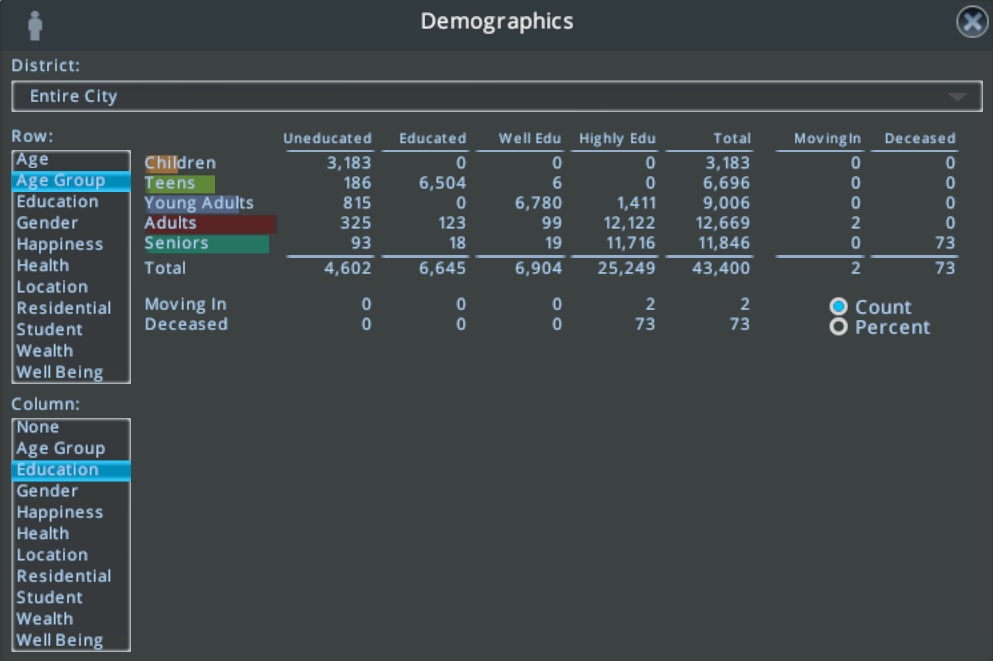 Demographics
District:
Entire City
Row:
Age
Age Group
Education
Gender
Happiness
Health
Location
Residential
Student
Wealth
Well Being
Column:
None
Age Group
Education
Gender
Happiness
Health
Location
Residential
Student
Wealth
Well Being
Uneducated Educated Well Edu Highly Edu Total MovingIn Deceased
Children 3,183 0 0 0 3,183 0 0
Teens 186 6,504 6 0 6,696 0 0
Young Adults 815 0 6,780 1,411 9,006 0 0
Adults 325 123 99 12,122 12,669 2 0
Seniors 93 18 19 11,716 11,846 0 73
Total 4,602 6,645 6,904 25,249 43,400 2 73
Moving In 0 0 0 2 2
Deceased 0 0 0 73 73
Count
Percent